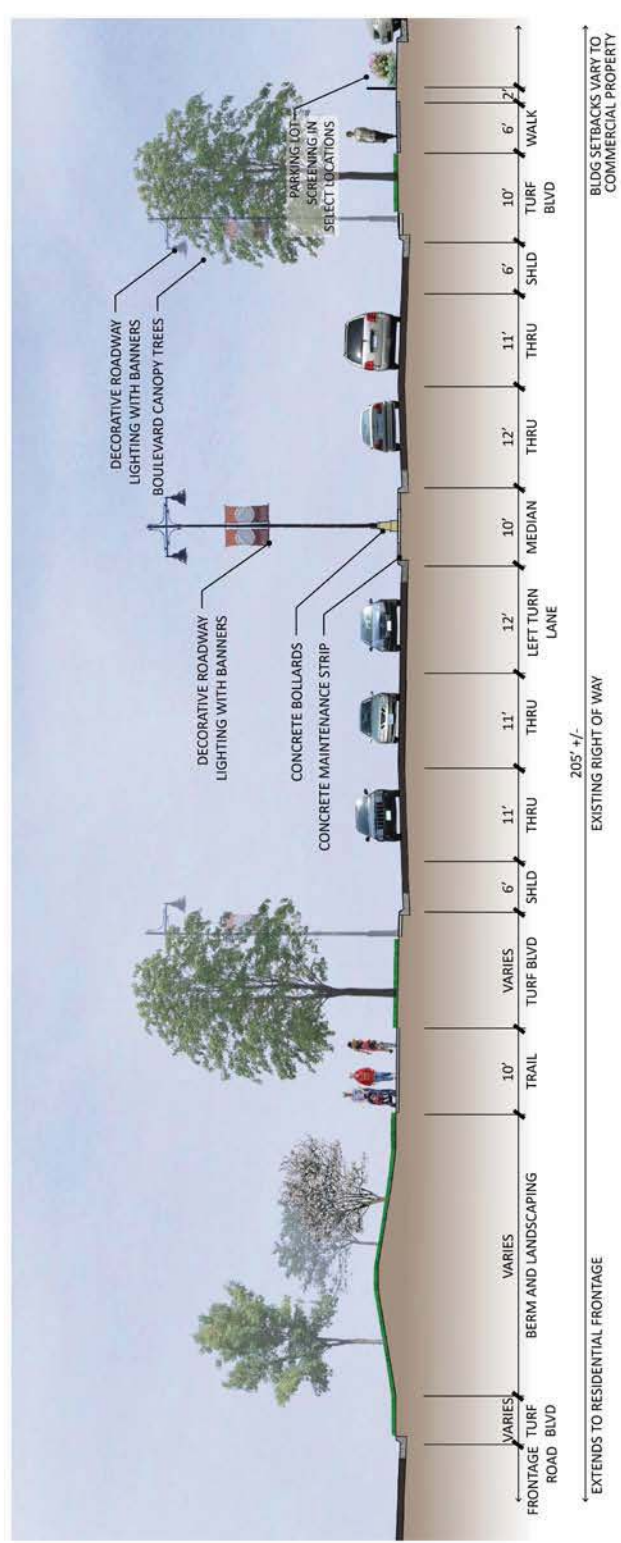 DECORATIVE ROADWAY
LIGHTING WITH BANNERS
BOULEVARD CANOPY TREES
PARKING LOT
SCREENING IN
SELECT LOCATIONS
DECORATIVE ROADWAY
LIGHTING WITH BANNERS
CONCRETE BOLLARDS
CONCRETE MAINTENANCE STRIP
VARIES
VARIES
10'
VARIES
6'
11'
11'
12'
10'
12'
11'
6'
10'
6'
2'
FRONTAGE
ROAD
TURF
BLVD
BERM AND LANDSCAPING
TRAIL
TURF BLVD
SHLD
THRU
THRU
LEFT TURN
LANE
MEDIAN
THRU
THRU
SHLD
TURF
BLVD
WALK
205' +/-
EXTENDS TO RESIDENTIAL FRONTAGE
EXISTING RIGHT OF WAY
BLDG SETBACKS VARY TO
COMMERCIAL PROPERTY